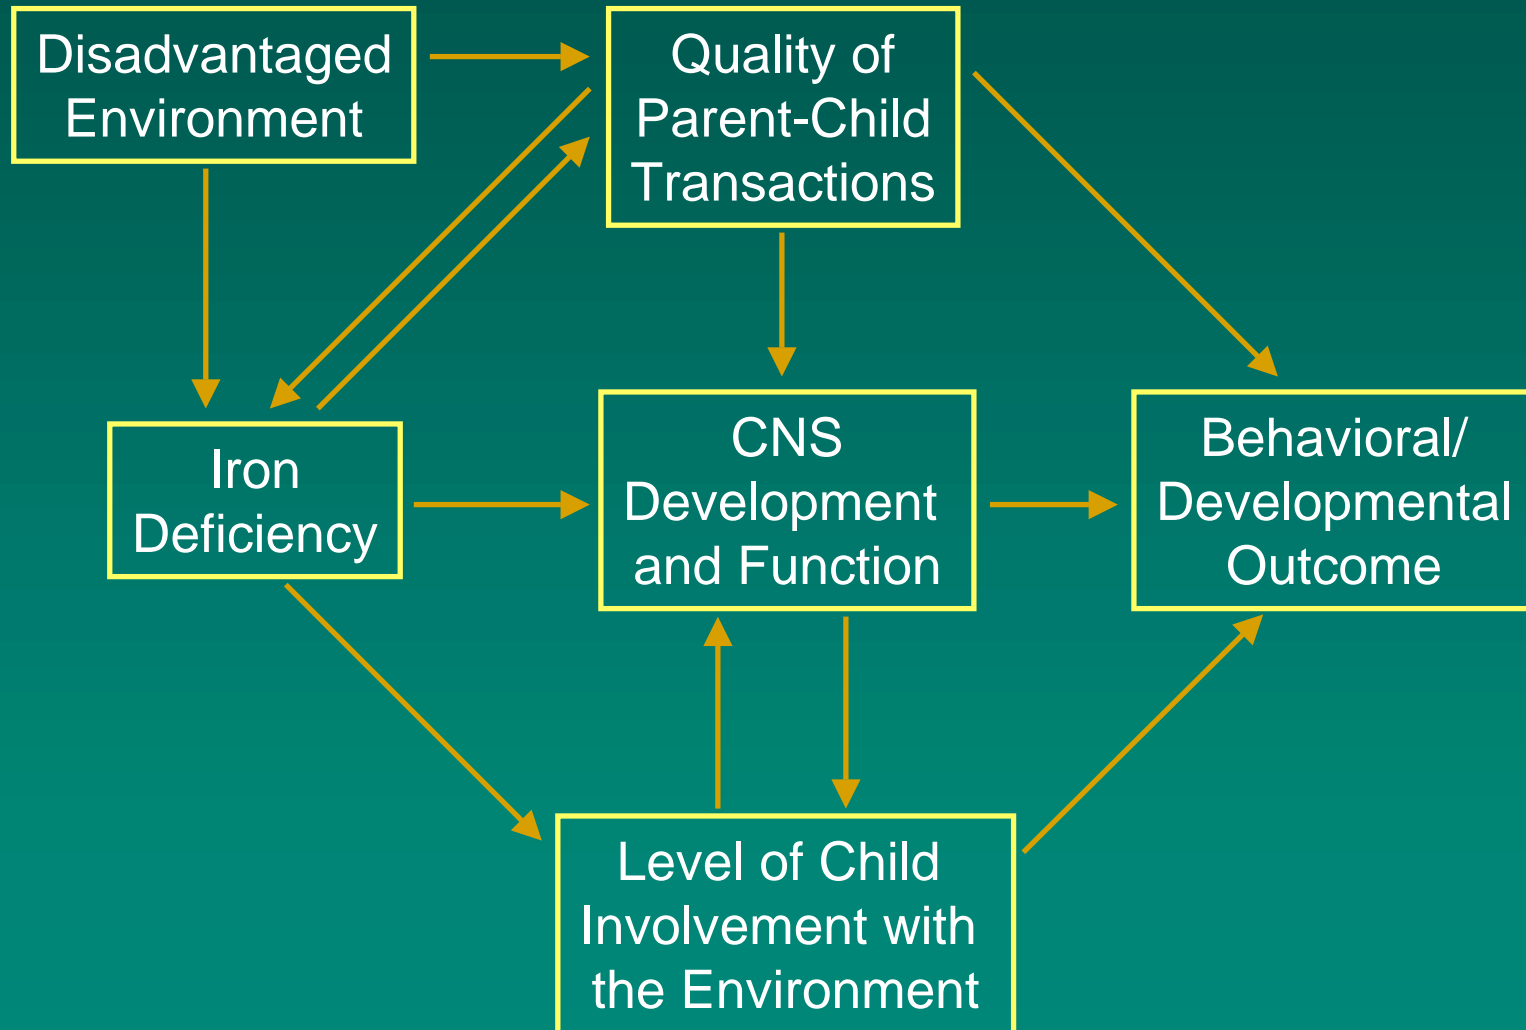 Disadvantaged
Environment
Quality of
Parent-Child
Transactions
Iron
Deficiency
CNS
Development
and Function
Behavioral/
Developmental
Outcome
Level of Child
Involvement with
the Environment